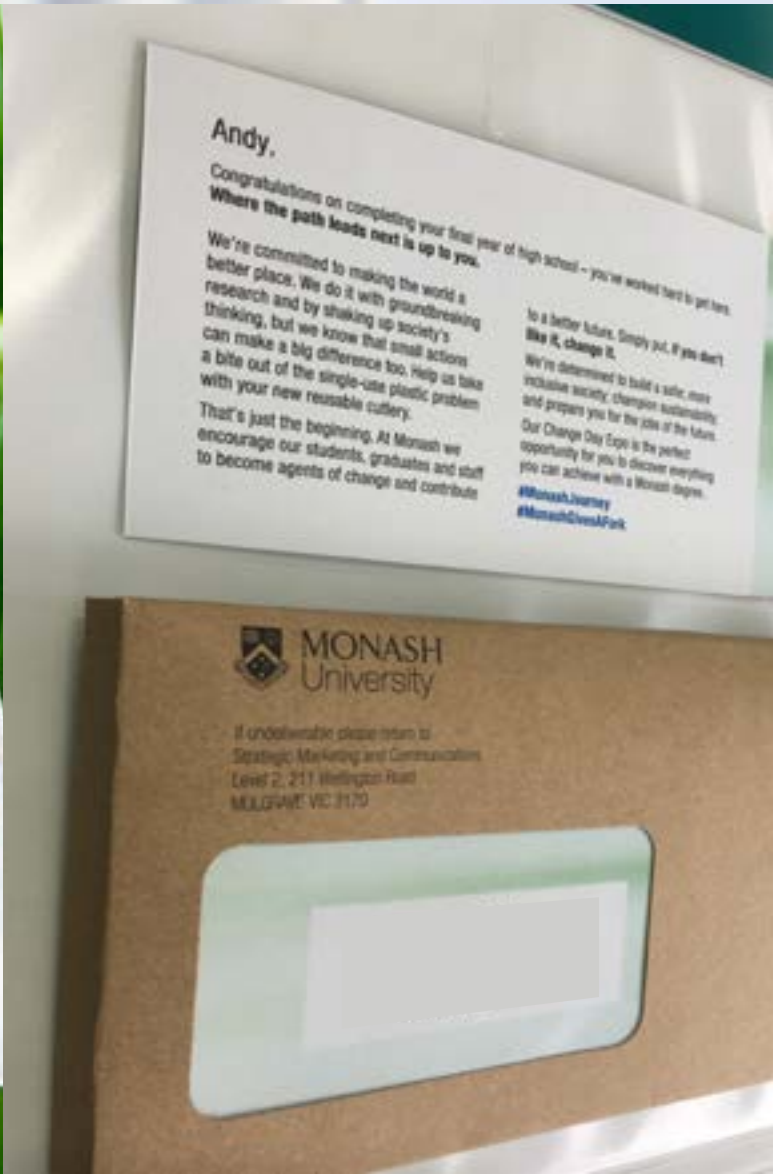 Andy,
Congratulations on completing your final year of high school – you've worked hard to get here.
Where the path leads next is up to you.
We're committed to making the world a
better place. We do it with groundbreaking
research and by shaking up society's
thinking, but we know that small actions
can make a big difference too. Help us take
a bite out of the single-use plastic problem
with your new reusable cutlery.
That's just the beginning. At Monash we
encourage our students, graduates and staff
to become agents of change and contribute
to a better future. Simply put, if you don't
like it, change it.
We're determined to build a safer, more
inclusive society, champion sustainability
and prepare you for the jobs of the future.
Our Change Day Expo is the perfect
opportunity for you to discover everything
you can achieve with a Monash degree.
#MonashJourney
#MonashGivesAFork
MONASH
University
If undeliverable please return to
Strategic Marketing and Communications
Level 2, 211 Wellington Road
MULGRAVE VIC 3170